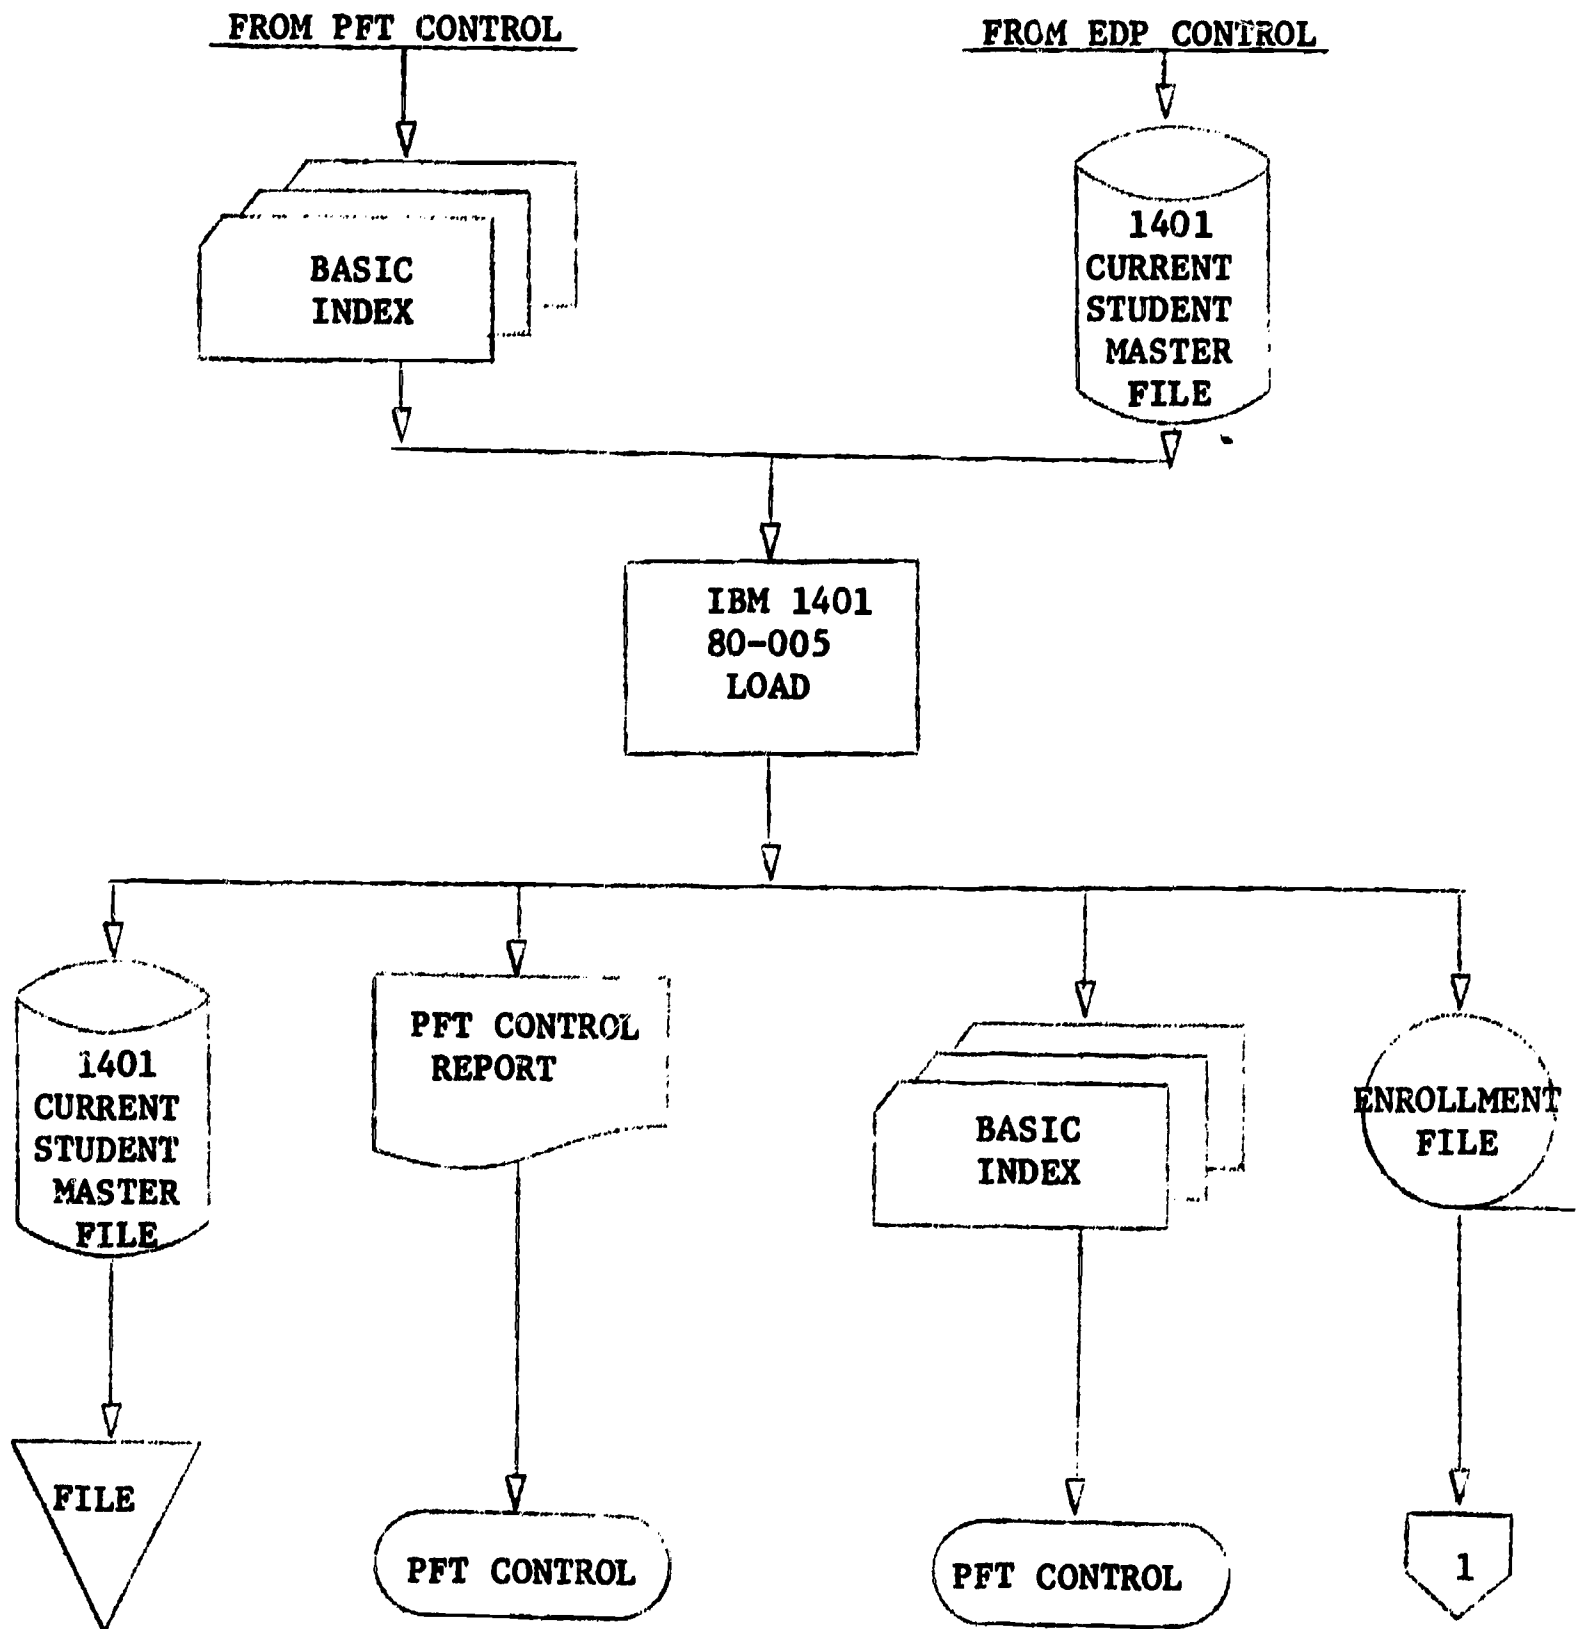 FROM PFT CONTROL
FROM EDP CONTROL
BASIC
INDEX
1401
CURRENT
STUDENT
MASTER
FILE
IBM 1401
80-005
LOAD
1401
CURRENT
STUDENT
MASTER
FILE
PFT CONTROL
REPORT
BASIC
INDEX
ENROLLMENT
FILE
FILE
PFT CONTROL
PFT CONTROL
1